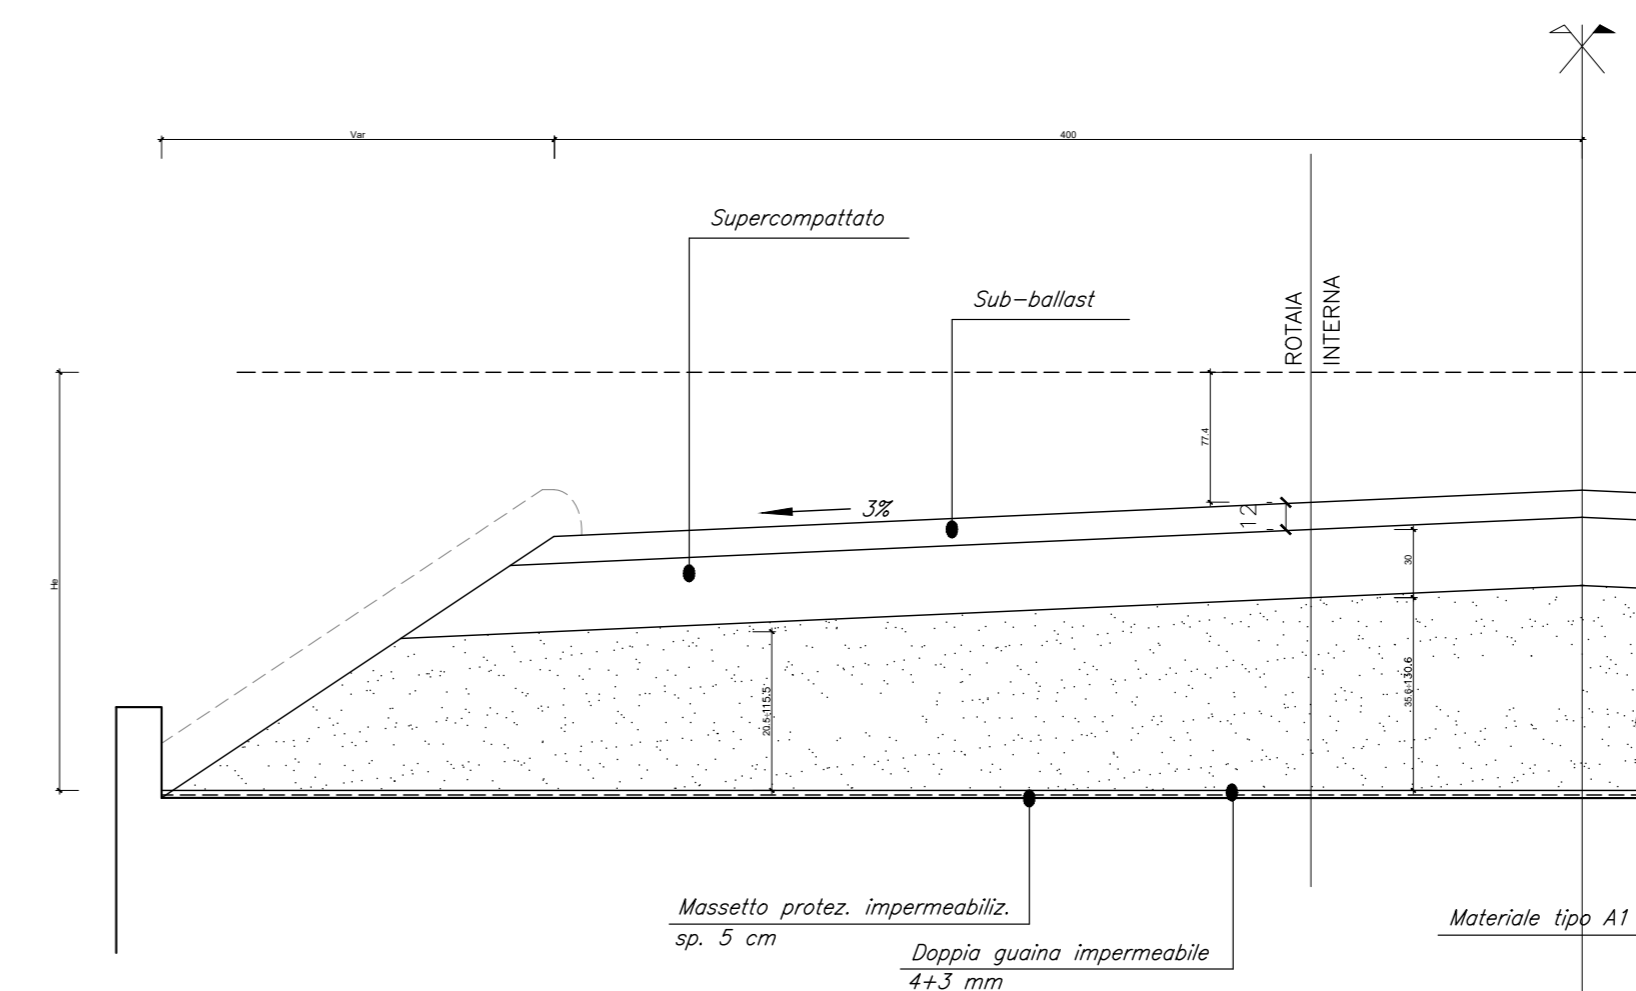 Var
400
Supercompattato
Sub-ballast
ROTAIA
INTERNA
77.4
3%
12
He
30
20.5÷115.5
35.6÷130.6
Massetto protez. impermeabiliz.
sp. 5 cm
Doppia guaina impermeabile
4+3 mm
Materiale tipo A1